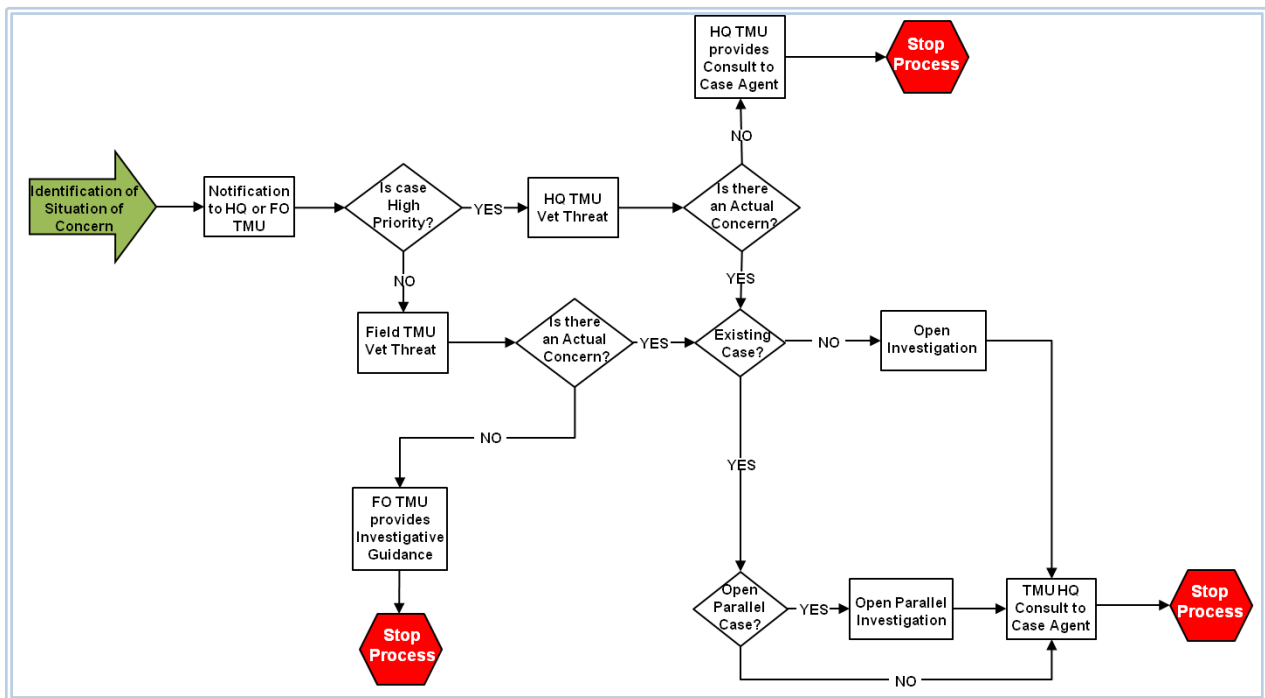 HQ TMU
provides
Consult to
Case Agent
Stop
Process
NO
Identification of
Situation of
Concern
Notification
to HQ or FO
TMU
Is case
High
Priority?
YES
HQ TMU
Vet Threat
Is there
an Actual
Concern?
NO
YES
Field TMU
Vet Threat
Is there
an Actual
Concern?
YES
Existing
Case?
NO
Open
Investigation
NO
YES
FO TMU
provides
Investigative
Guidance
Stop
Process
Open
Parallel
Case?
YES
Open Parallel
Investigation
TMU HQ
Consult to
Case Agent
Stop
Process
NO